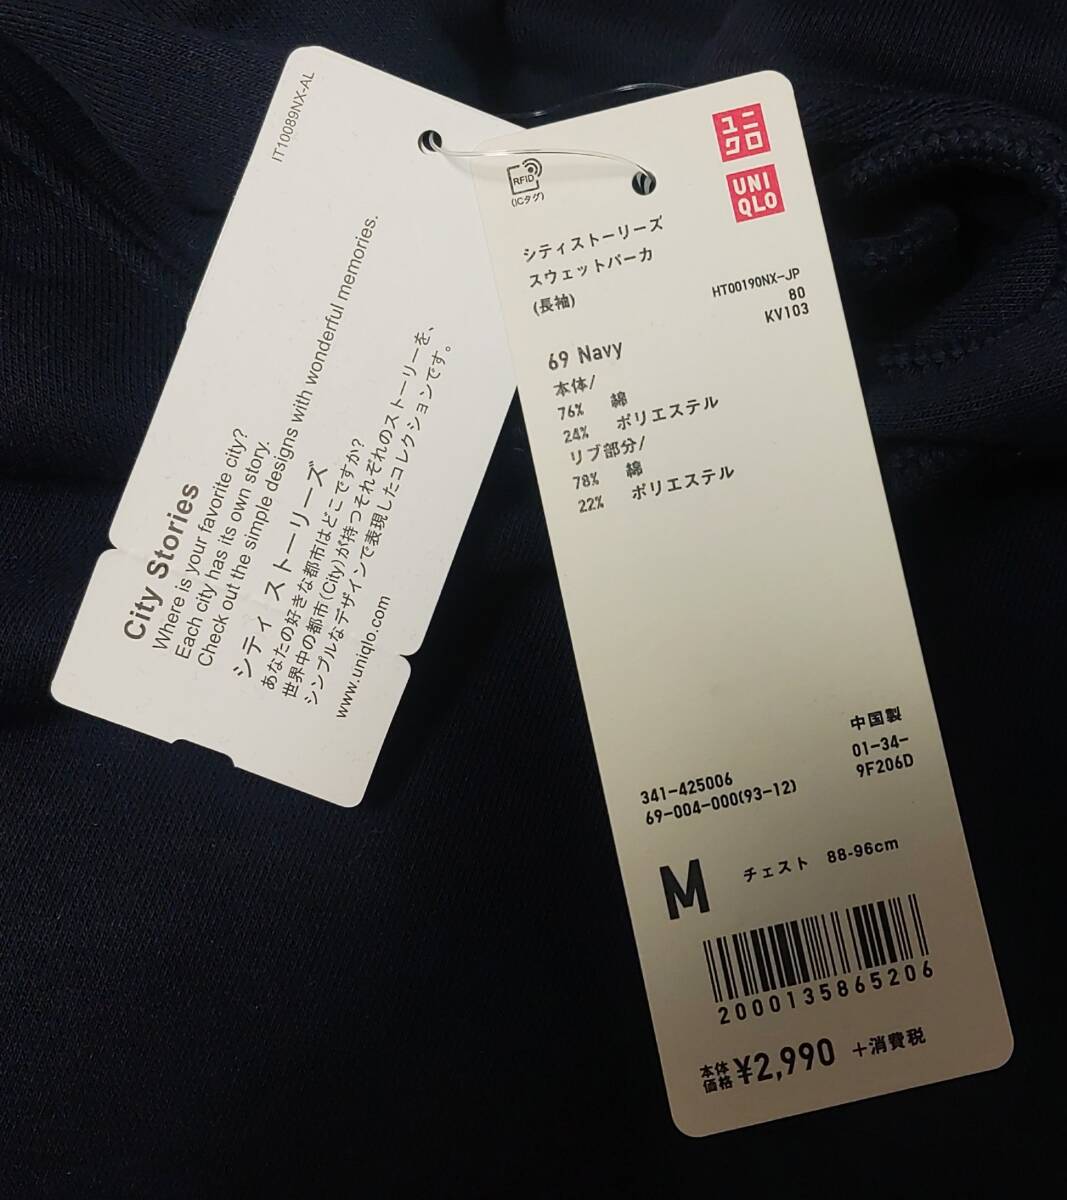 IT10089NX-AL
City Stories
Where is your favorite city?
Each city has its own story.
Check out the simple designs with wonderful memories.
シティ ストーリーズ
あなたの好きな都市はどこですか?
世界中の都市(City)が持つそれぞれのストーリーを、
シンプルなデザインで表現したコレクションです。
www.uniqlo.com
RFID
(ICタグ)
ユニ
クロ
UNI
QLO
シティストーリーズ
スウェットパーカ
(長袖)
HT00190NX-JP
80
KV103
69 Navy
本体/
76% 綿
24% ポリエステル
リブ部分/
78% 綿
22% ポリエステル
中国製
01-34-
9F206D
341-425006
69-004-000(93-12)
M チェスト 88-96cm
2000135865206
本体
価格 ¥2,990 +消費税